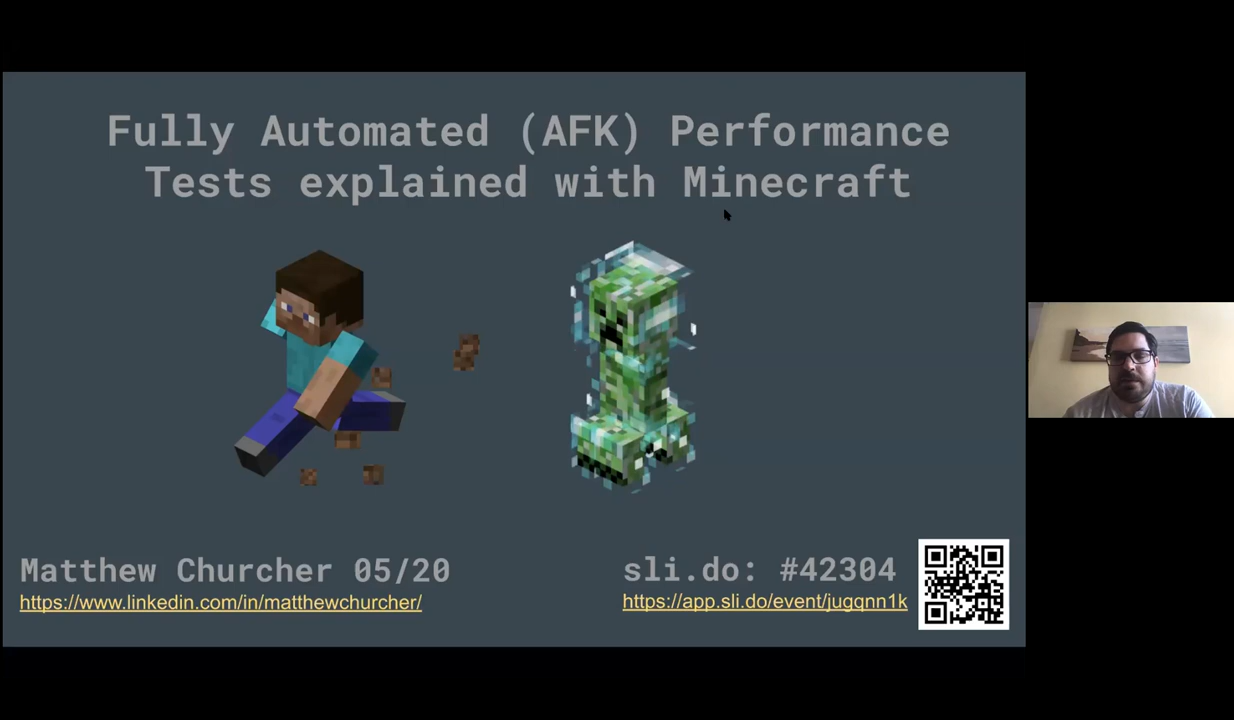 Fully Automated (AFK) Performance
Tests explained with Minecraft
Matthew Churcher 05/20
https://www.linkedin.com/in/matthewchurcher/
sli.do: #42304
https://app.sli.do/event/jugqnn1k